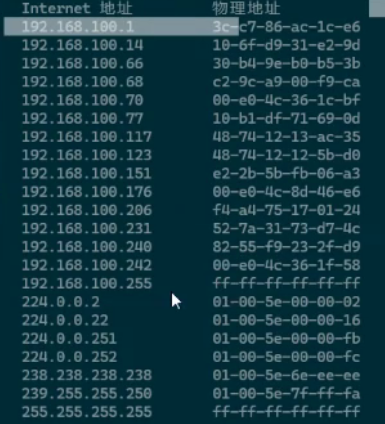 Internet 地址 物理地址
192.168.100.1 3c-c7-86-ac-1c-e6
192.168.100.14 10-6f-d9-31-e2-9d
192.168.100.66 30-b4-9e-b0-b5-3b
192.168.100.68 c2-9c-a9-00-f9-ca
192.168.100.70 00-e0-4c-36-1c-bf
192.168.100.77 10-b1-df-71-69-0d
192.168.100.117 48-74-12-13-ac-35
192.168.100.123 48-74-12-12-5b-d0
192.168.100.151 e2-2b-5b-fb-06-a3
192.168.100.176 00-e0-4c-8d-46-e6
192.168.100.206 f4-a4-75-17-01-24
192.168.100.231 52-7a-31-73-d7-4c
192.168.100.240 82-55-f9-23-2f-d9
192.168.100.242 00-e0-4c-36-1f-58
192.168.100.255 ff-ff-ff-ff-ff-ff
224.0.0.2 01-00-5e-00-00-02
224.0.0.22 01-00-5e-00-00-16
224.0.0.251 01-00-5e-00-00-fb
224.0.0.252 01-00-5e-00-00-fc
238.238.238.238 01-00-5e-6e-ee-ee
239.255.255.250 01-00-5e-7f-ff-fa
255.255.255.255 ff-ff-ff-ff-ff-ff